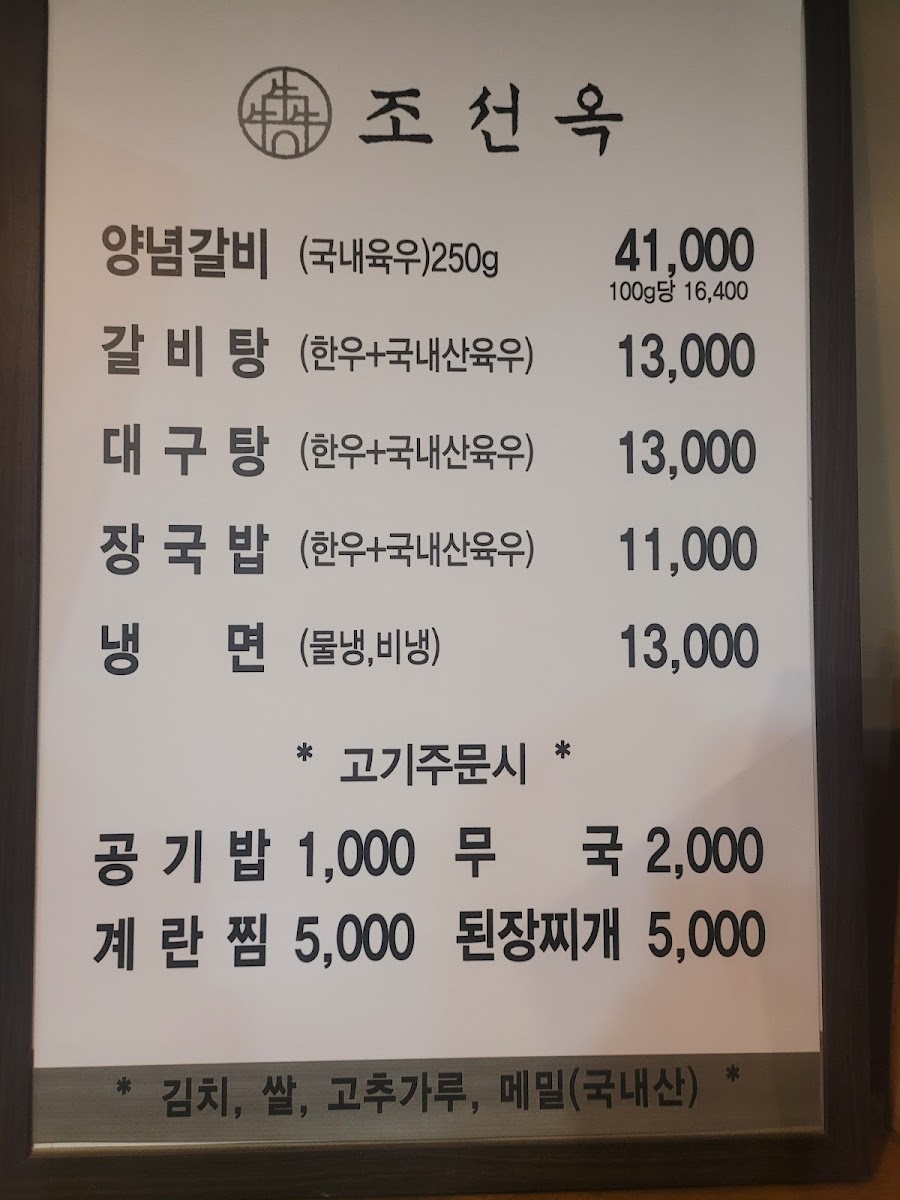 조선옥
양념갈비 (국내육우)250g 41,000
100g당 16,400
갈비탕 (한우+국내산육우) 13,000
대구탕 (한우+국내산육우) 13,000
장국밥 (한우+국내산육우) 11,000
냉면 (물냉,비냉) 13,000
* 고기주문시 *
공기밥 1,000 무국 2,000
계란찜 5,000 된장찌개 5,000
* 김치, 쌀, 고추가루, 메밀(국내산) *